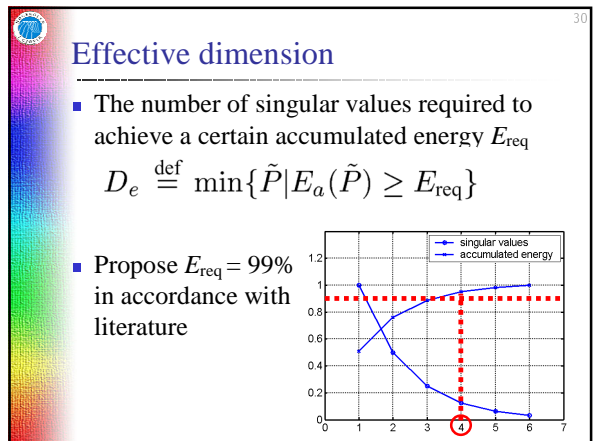 30
Effective dimension
The number of singular values required to
achieve a certain accumulated energy E_req
D_e def= min{P̃|E_a(P̃) ≥ E_req}
Propose E_req = 99%
in accordance with
literature
singular values
accumulated energy
1.2
1
0.8
0.6
0.4
0.2
0
0 1 2 3 4 5 6 7